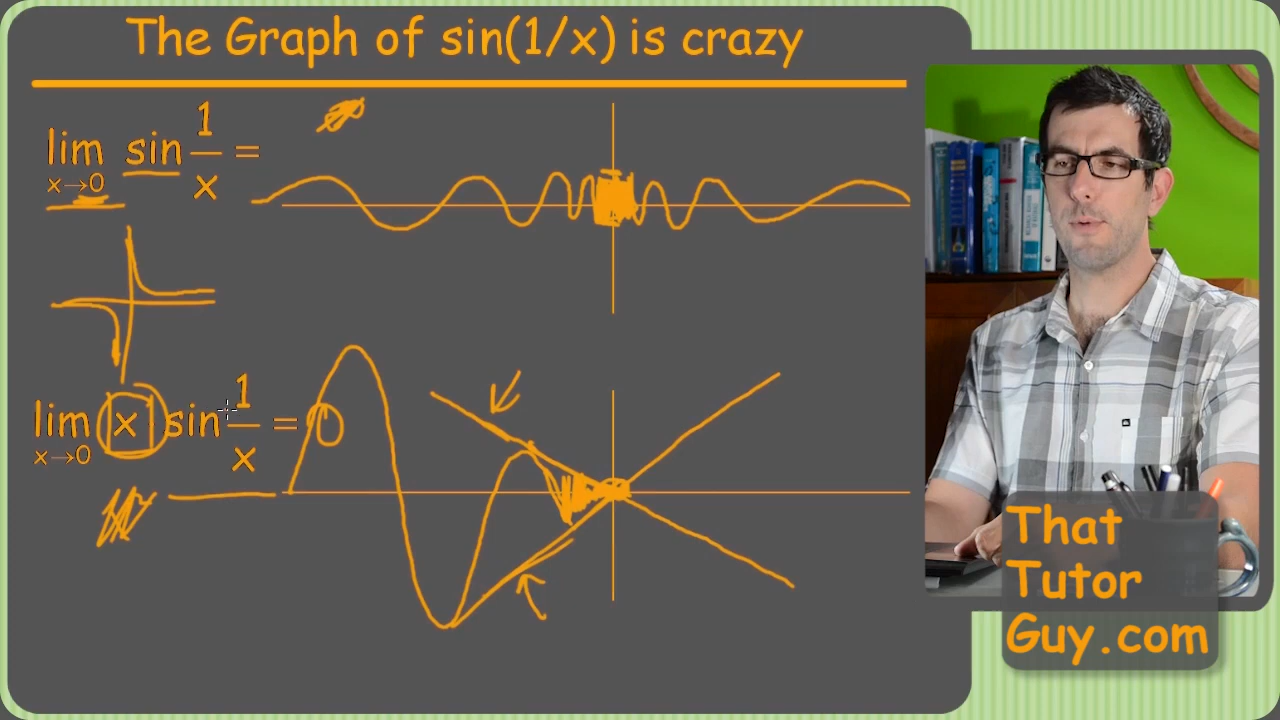 The Graph of sin(1/x) is crazy
lim x→0 sin 1/x =
lim x→0 |x| sin 1/x = 0
That
Tutor
Guy.com